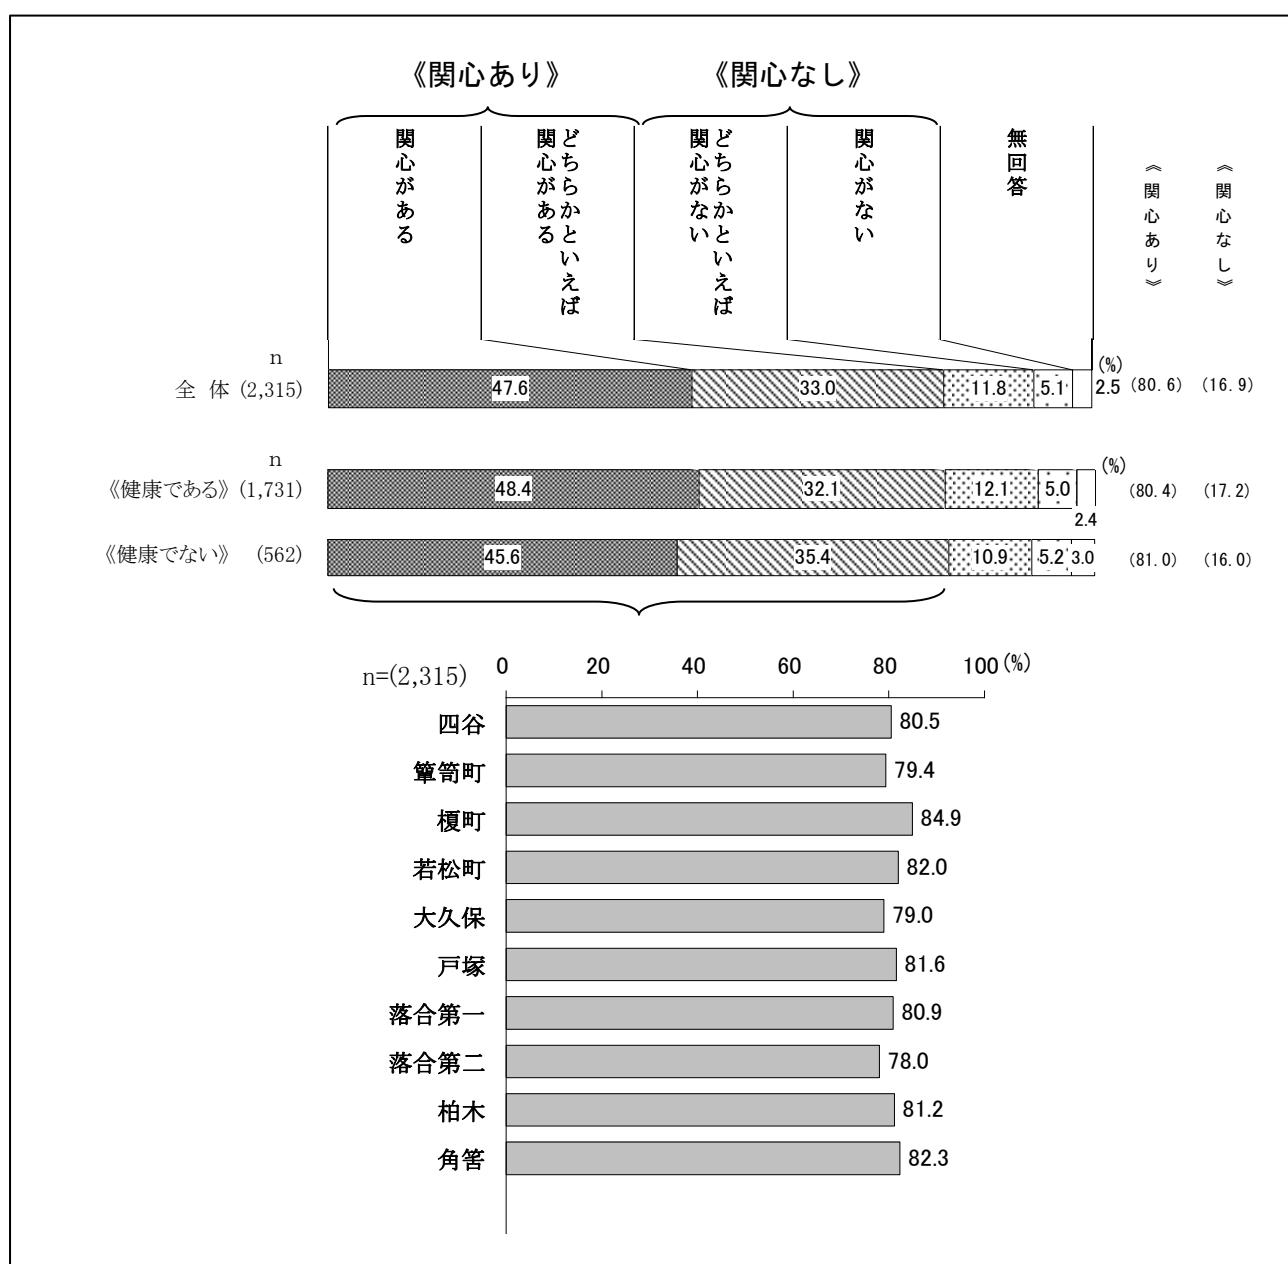 《関心あり》 《関心なし》
関心がある
どちらかといえば
関心がある
どちらかといえば
関心がない
関心がない
無回答
《関心あり》
《関心なし》
n
(%)
全 体 (2,315) 47.6 33.0 11.8 5.1 2.5 (80.6) (16.9)
n
(%)
《健康である》 (1,731) 48.4 32.1 12.1 5.0 2.4 (80.4) (17.2)
《健康でない》 (562) 45.6 35.4 10.9 5.2 3.0 (81.0) (16.0)
n=(2,315) 0 20 40 60 80 100 (%)
四谷 80.5
簞笥町 79.4
榎町 84.9
若松町 82.0
大久保 79.0
戸塚 81.6
落合第一 80.9
落合第二 78.0
柏木 81.2
角筈 82.3